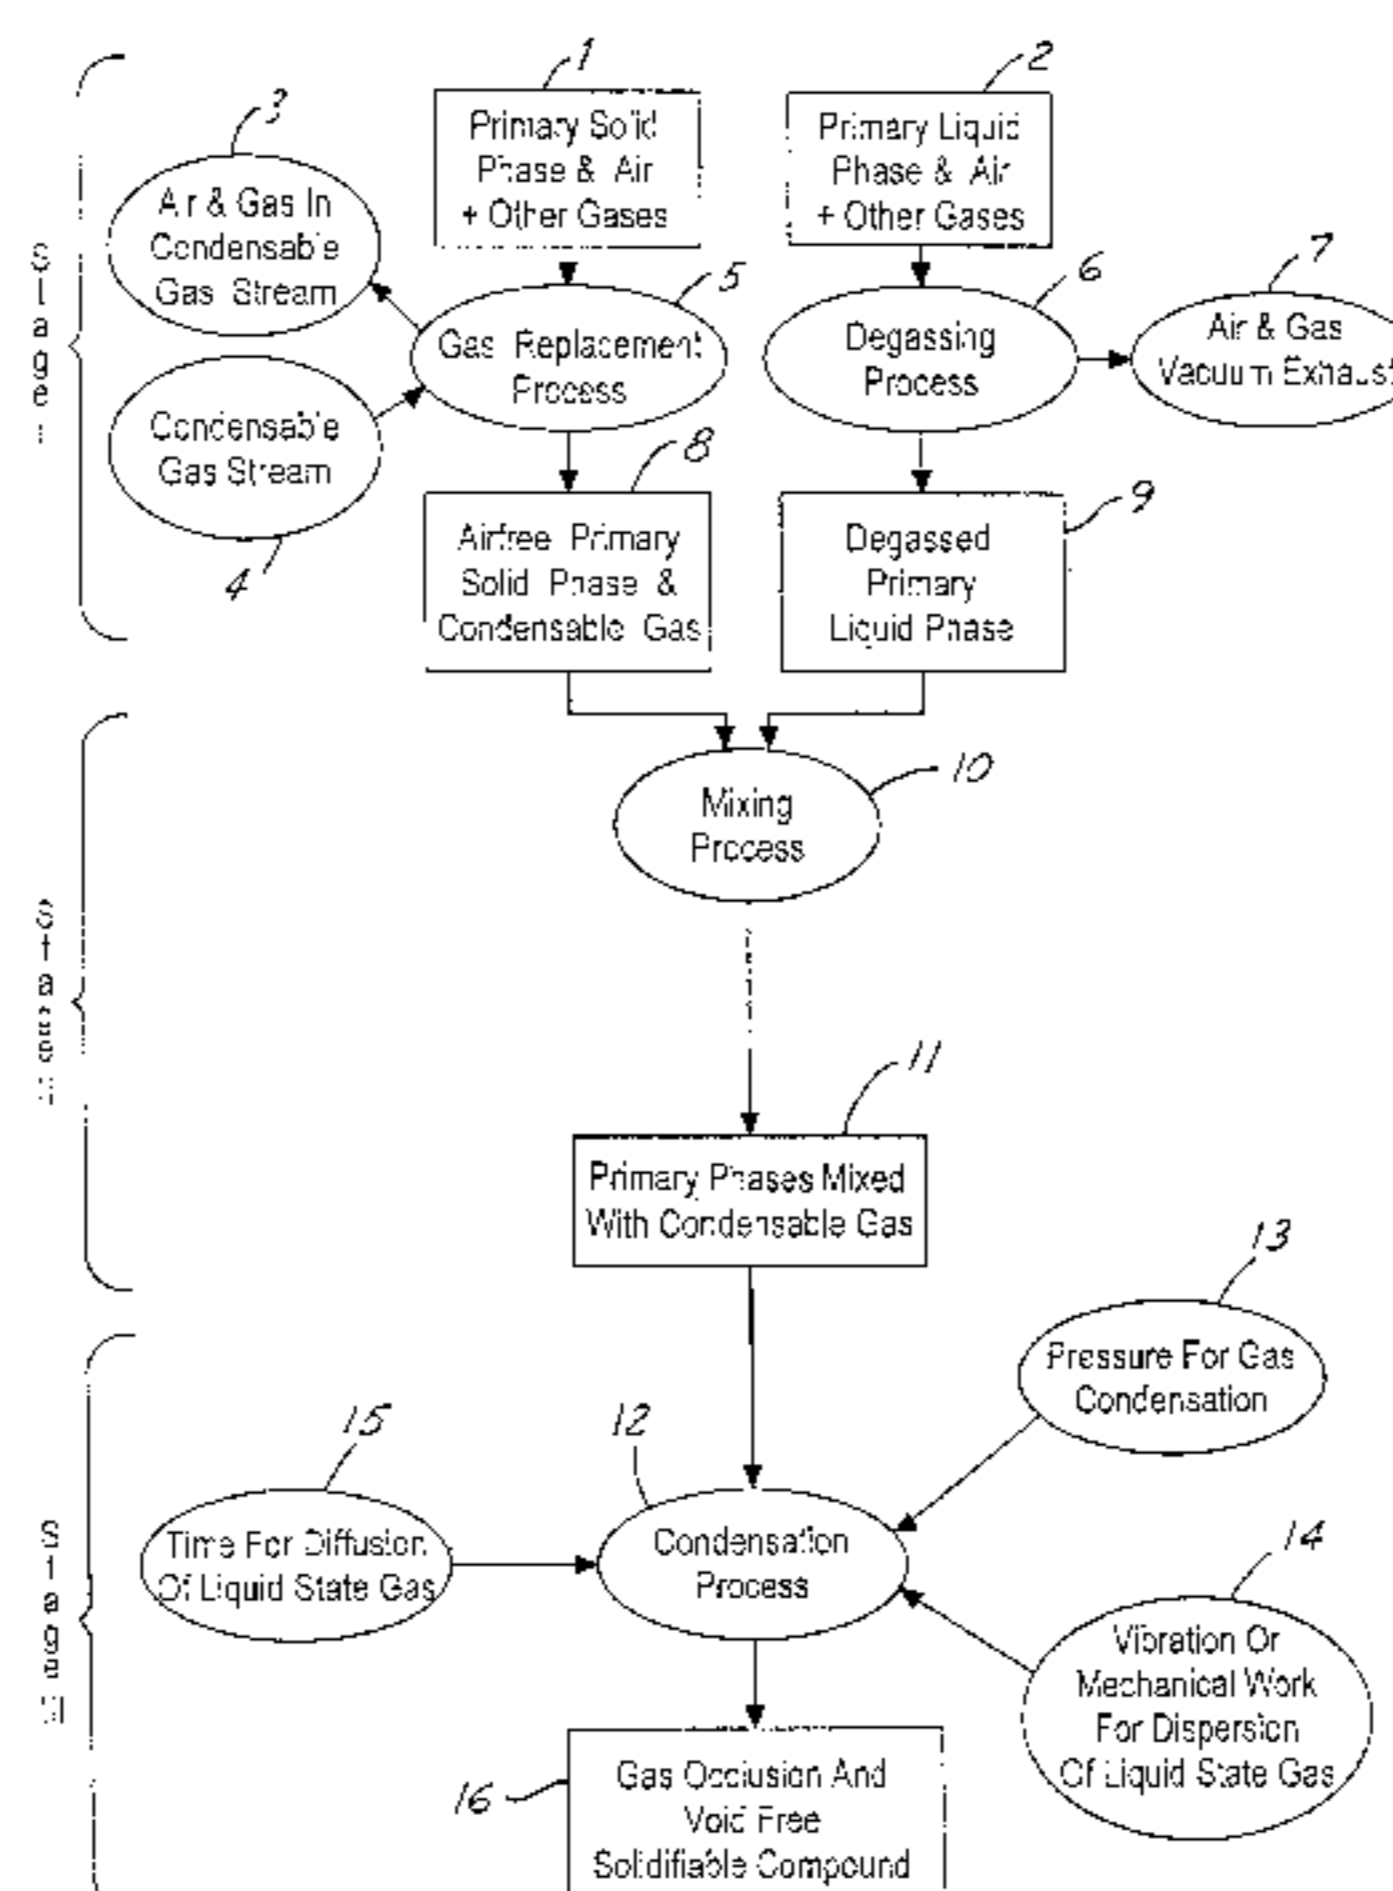 1
2
3
Primary Solid
Phase & Air
+ Other Gases
Primary Liquid
Phase & Air
+ Other Gases
Air & Gas In
Condensable
Gas Stream
5
6
7
Gas Replacement
Process
Degassing
Process
Air & Gas
Vacuum Exhaust
Stage I
Condensable
Gas Stream
4
8
9
Airfree Primary
Solid Phase &
Condensable Gas
Degassed
Primary
Liquid Phase
10
Mixing
Process
Stage II
11
Primary Phases Mixed
With Condensable Gas
13
Pressure For Gas
Condensation
15
12
14
Time For Diffusion
Of Liquid State Gas
Condensation
Process
Stage III
Vibration Or
Mechanical Work
For Dispersion
Of Liquid State Gas
16
Gas Occlusion And
Void Free
Solidifiable Compound